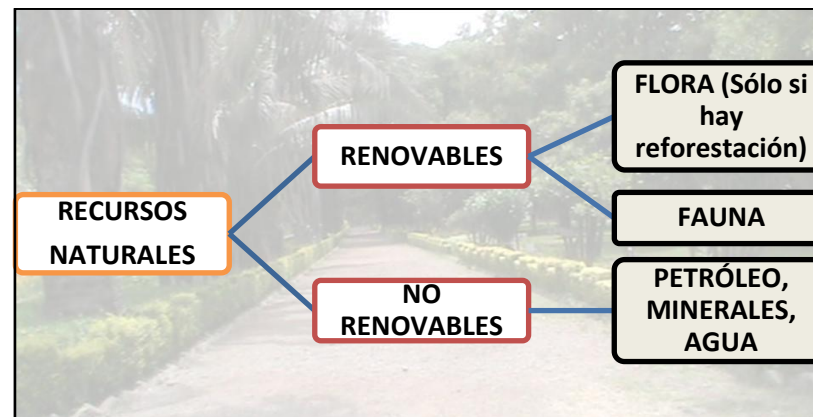 RECURSOS
NATURALES
RENOVABLES
FLORA (Sólo si
hay
reforestación)
FAUNA
NO
RENOVABLES
PETRÓLEO,
MINERALES,
AGUA